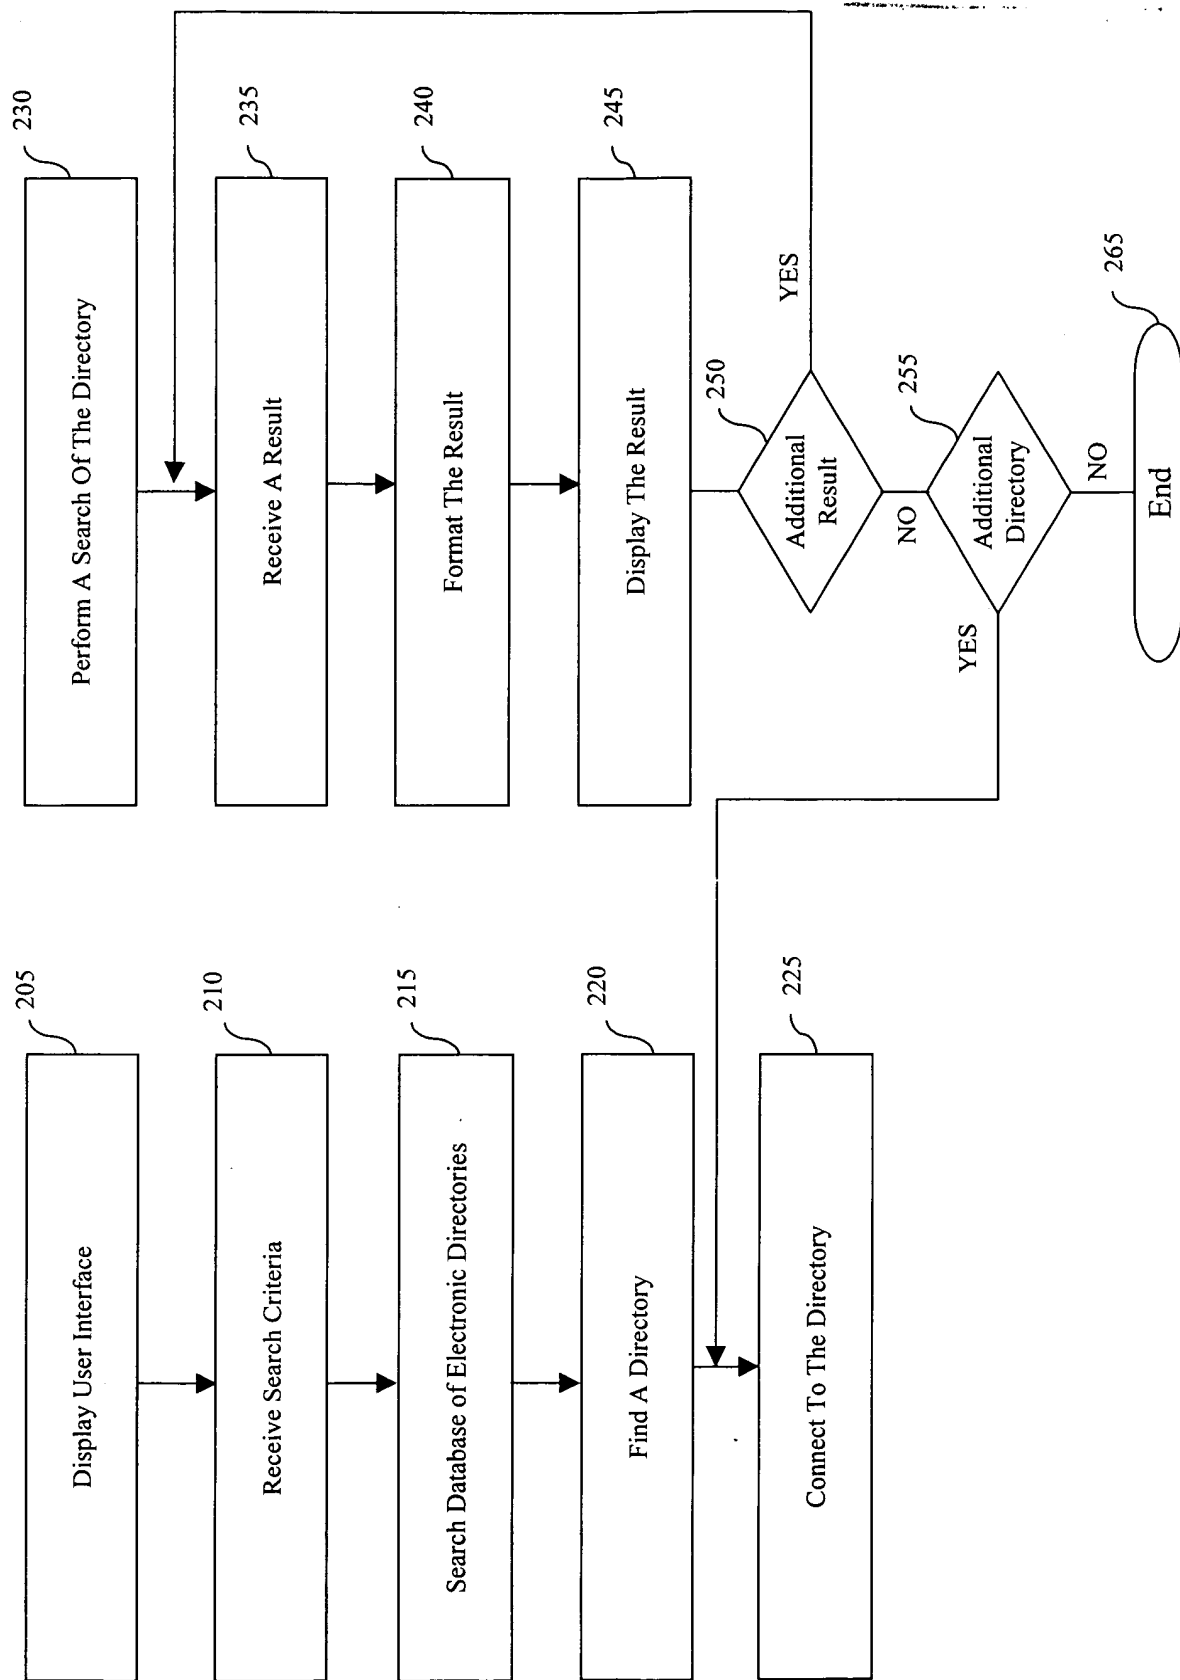 205
Display User Interface
210
Receive Search Criteria
215
Search Database of Electronic Directories
220
Find A Directory
225
Connect To The Directory
230
Perform A Search Of The Directory
235
Receive A Result
240
Format The Result
245
Display The Result
250
Additional
Result
YES
NO
255
Additional
Directory
YES
NO
265
End